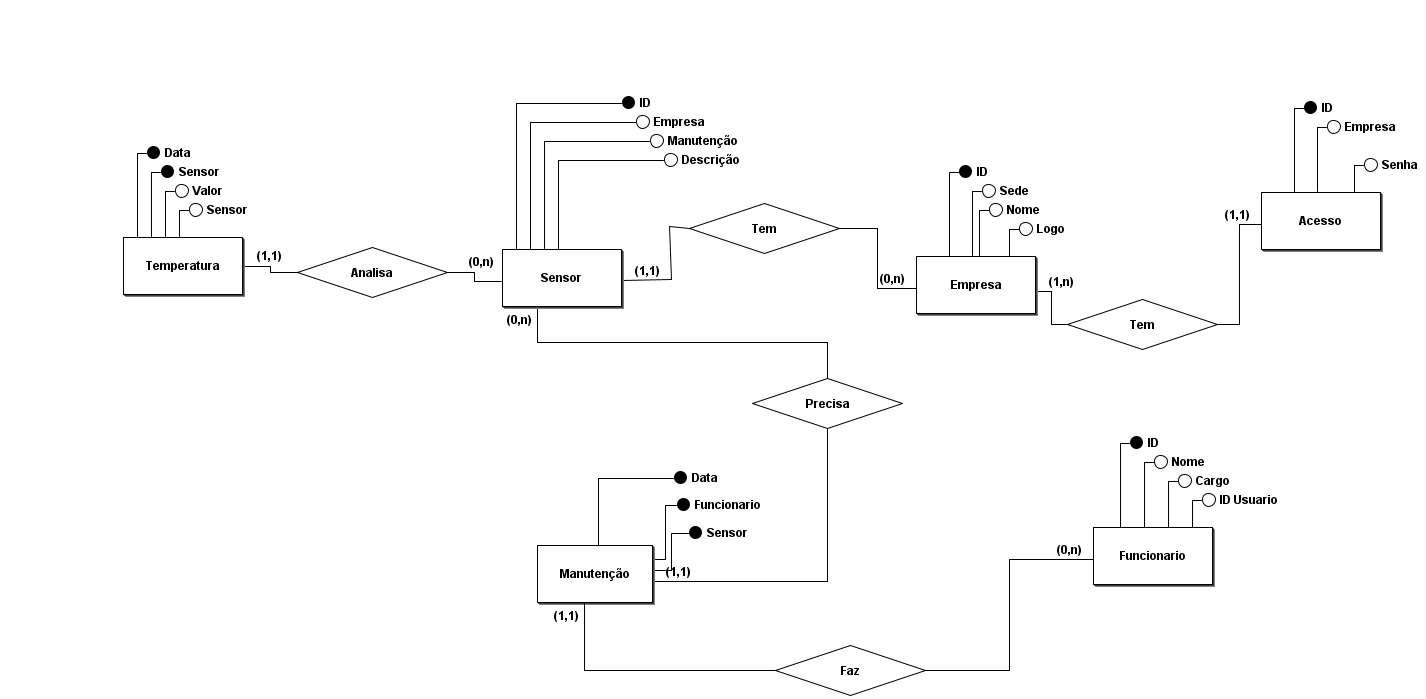 ID
Empresa
Manutenção
Descrição
Data
Sensor
Valor
Sensor
Temperatura
(1,1)
Analisa
(0,n)
Sensor
(1,1)
(0,n)
Tem
(0,n)
ID
Sede
Nome
Logo
Empresa
(1,n)
Tem
(1,1)
ID
Empresa
Senha
Acesso
Precisa
Data
Funcionario
Sensor
(1,1)
Manutenção
(1,1)
Faz
(0,n)
ID
Nome
Cargo
ID Usuario
Funcionario